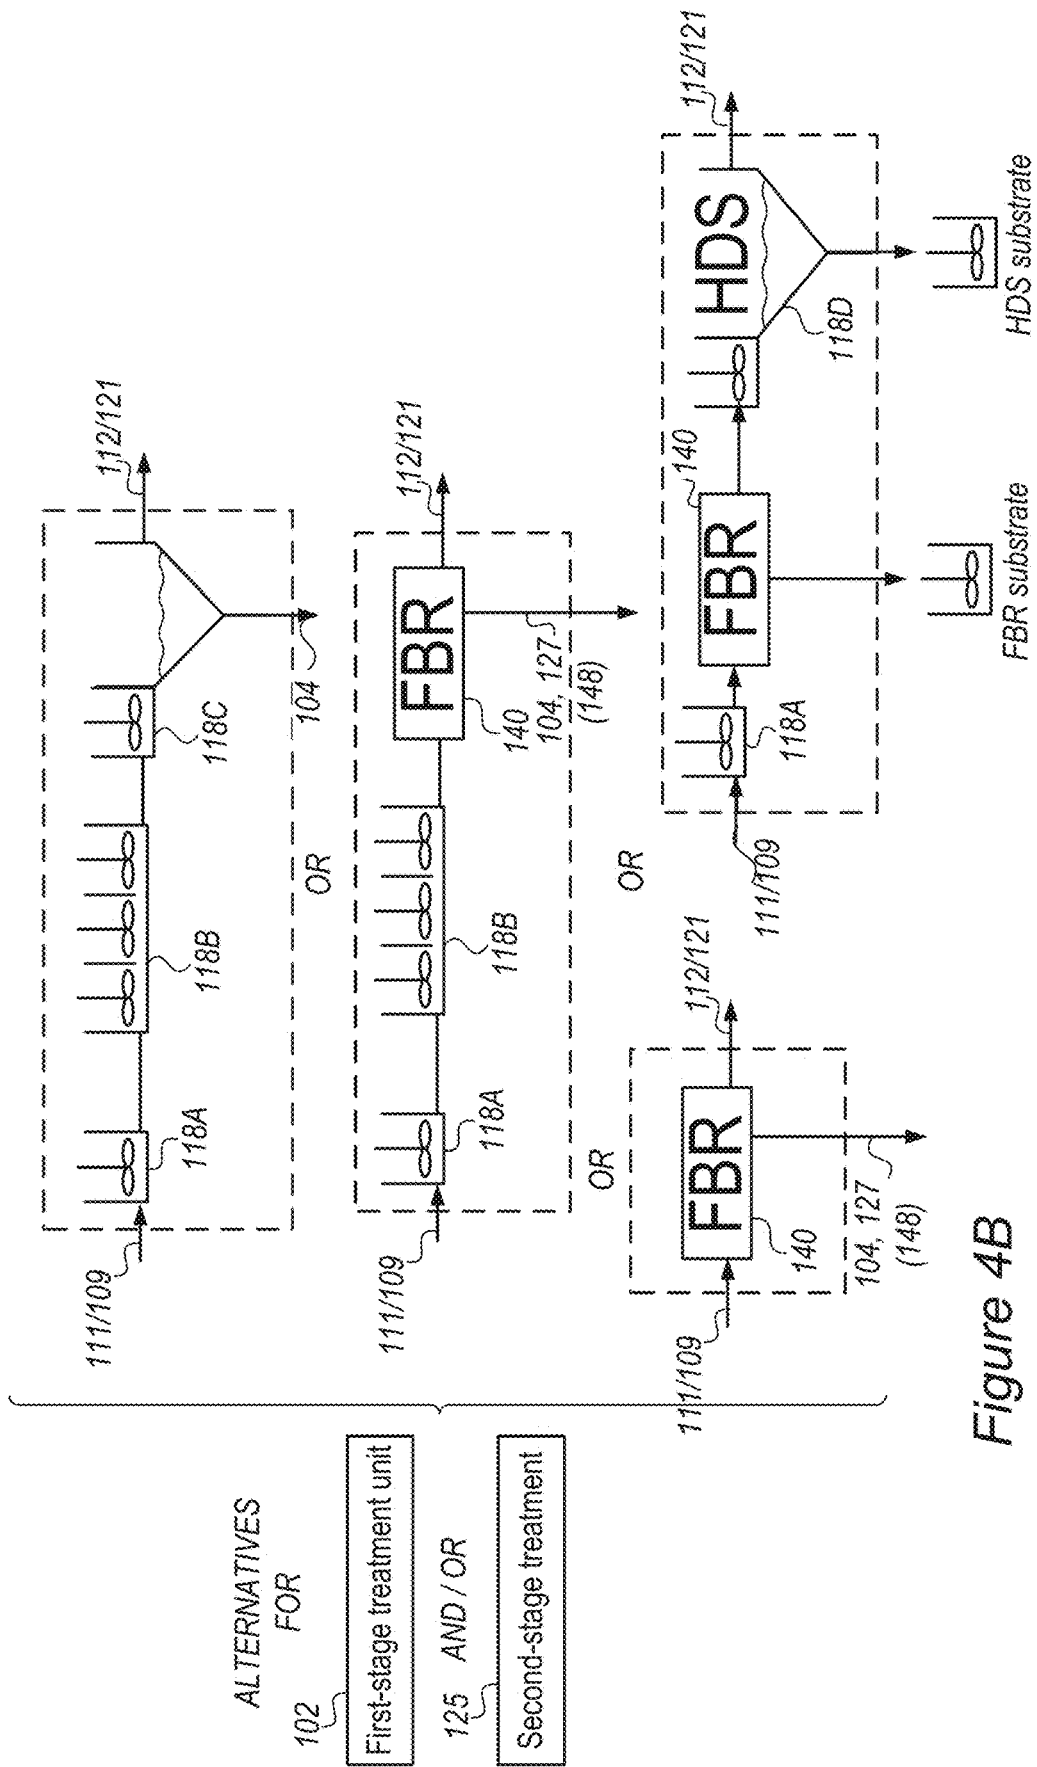 ALTERNATIVES
FOR
102
First-stage treatment unit
125
AND / OR
Second-stage treatment
111/109
118A
118B
118C
104
112/121
OR
111/109
118A
118B
FBR
140
104, 127
(148)
112/121
OR
OR
111/109
FBR
140
104, 127
(148)
112/121
111/109
118A
FBR
140
HDS
118D
112/121
FBR substrate
HDS substrate
Figure 4B